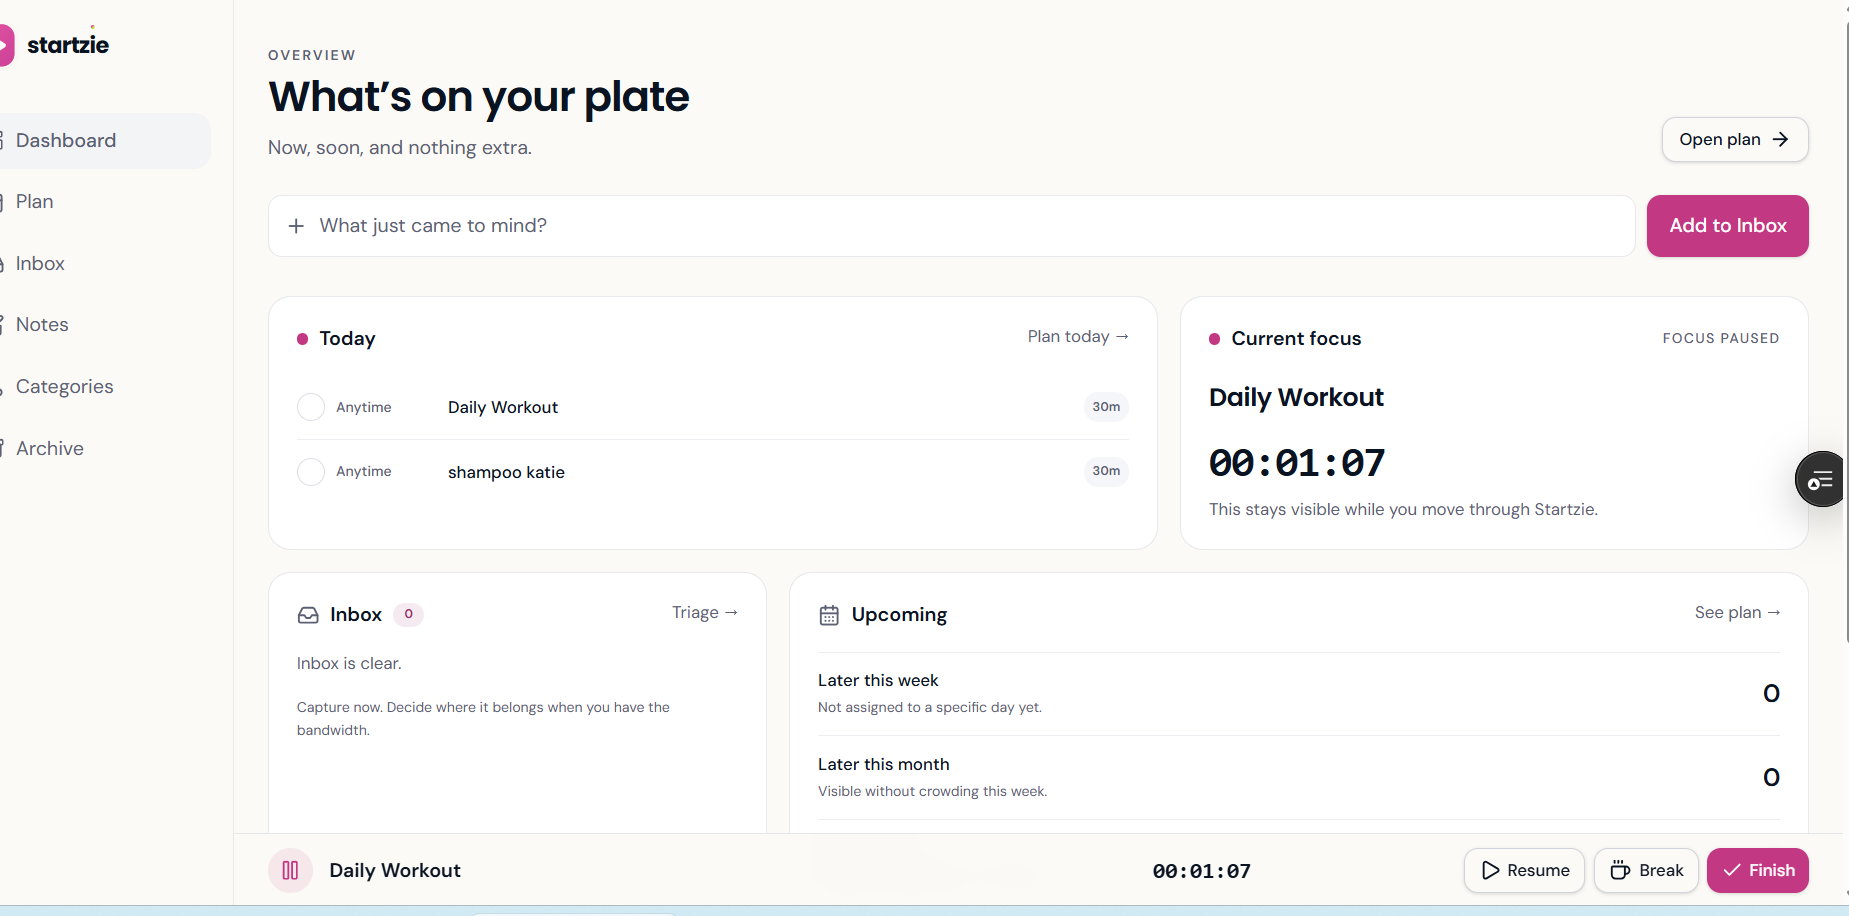 startzie
Dashboard
Plan
Inbox
Notes
Categories
Archive
OVERVIEW
What’s on your plate
Now, soon, and nothing extra.
Open plan →
+ What just came to mind?
Add to Inbox
Today
Plan today →
Anytime Daily Workout 30m
Anytime shampoo katie 30m
Current focus
FOCUS PAUSED
Daily Workout
00:01:07
This stays visible while you move through Startzie.
Inbox 0
Triage →
Inbox is clear.
Capture now. Decide where it belongs when you have the
bandwidth.
Upcoming
See plan →
Later this week
Not assigned to a specific day yet.
0
Later this month
Visible without crowding this week.
0
Daily Workout
00:01:07
Resume
Break
Finish